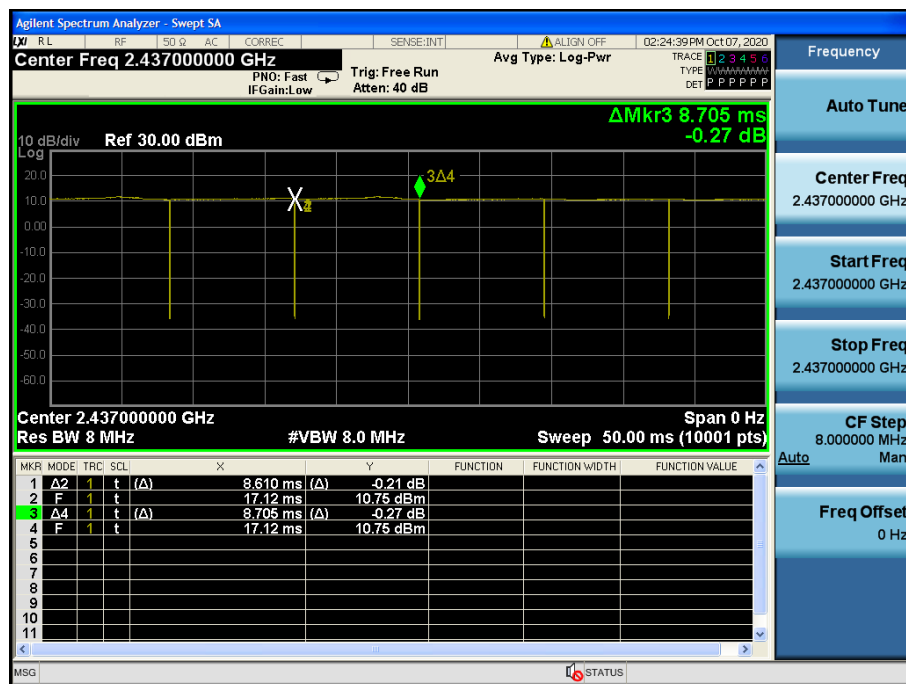 Agilent Spectrum Analyzer - Swept SA
LXI RL RF 50 Ω AC CORREC SENSE:INT ALIGN OFF 02:24:39 PM Oct 07, 2020
Center Freq 2.437000000 GHz
PNO: Fast
IFGain:Low
Trig: Free Run
Atten: 40 dB
Avg Type: Log-Pwr
TRACE 1 2 3 4 5 6
TYPE
DET P P P P P P
ΔMkr3 8.705 ms
-0.27 dB
10 dB/div Ref 30.00 dBm
Log
20.0
10.0
0.00
-10.0
-20.0
-30.0
-40.0
-50.0
-60.0
3Δ4
Center 2.437000000 GHz Span 0 Hz
Res BW 8 MHz #VBW 8.0 MHz Sweep 50.00 ms (10001 pts)
MKR MODE TRC SCL X Y FUNCTION FUNCTION WIDTH FUNCTION VALUE
1 Δ2 1 t (Δ) 8.610 ms (Δ) -0.21 dB
2 F 1 t 17.12 ms 10.75 dBm
3 Δ4 1 t (Δ) 8.705 ms (Δ) -0.27 dB
4 F 1 t 17.12 ms 10.75 dBm
5
6
7
8
9
10
11
MSG STATUS
Frequency
Auto Tune
Center Freq
2.437000000 GHz
Start Freq
2.437000000 GHz
Stop Freq
2.437000000 GHz
CF Step
8.000000 MHz
Auto Man
Freq Offset
0 Hz